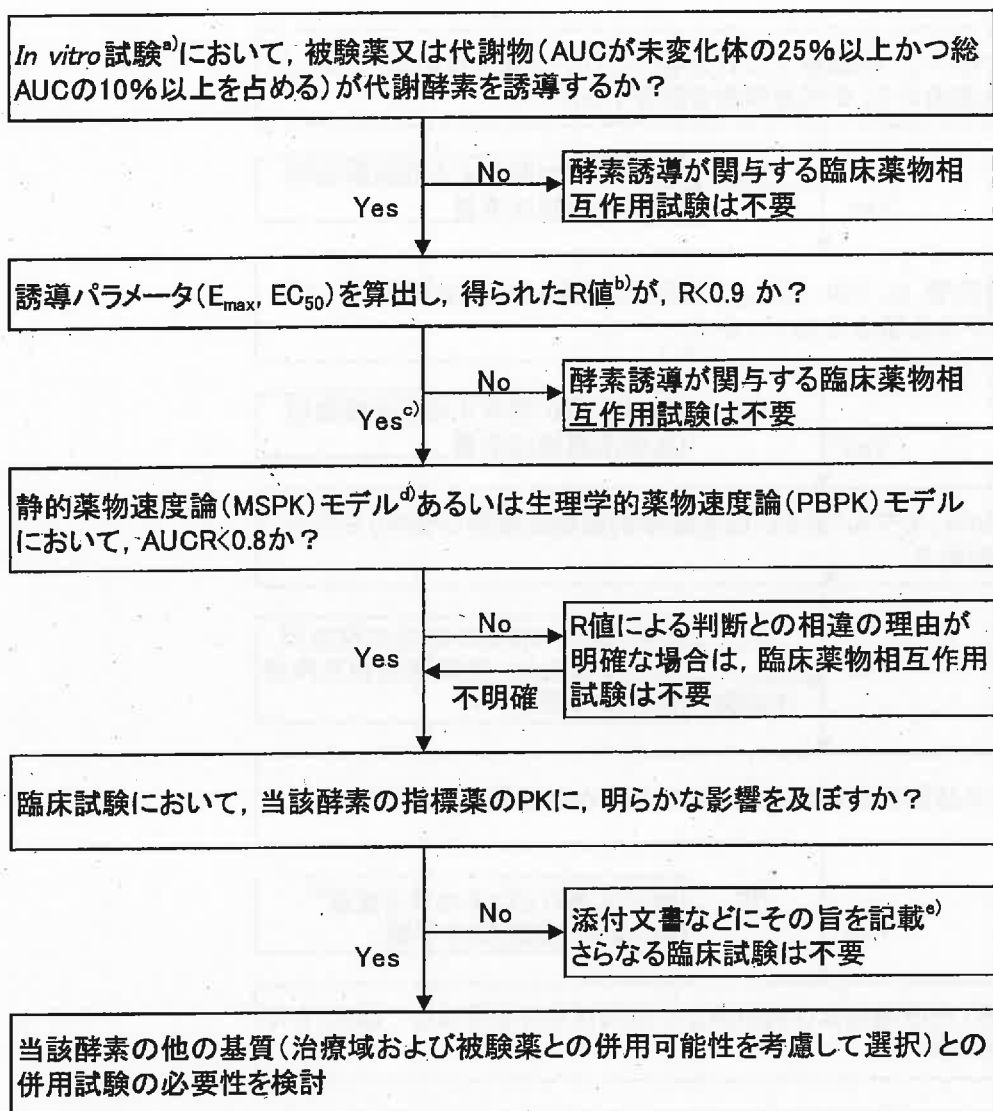 In vitro試験a)において, 被験薬又は代謝物(AUCが未変化体の25%以上かつ総
AUCの10%以上を占める)が代謝酵素を誘導するか?
No
Yes
酵素誘導が関与する臨床薬物相
互作用試験は不要
誘導パラメータ(Emax, EC50)を算出し, 得られたR値b)が, R<0.9 か?
No
Yesc)
酵素誘導が関与する臨床薬物相
互作用試験は不要
静的薬物速度論(MSPK)モデルd)あるいは生理学的薬物速度論(PBPK)モデル
において, AUCR<0.8か?
No
Yes
不明確
R値による判断との相違の理由が
明確な場合は, 臨床薬物相互作用
試験は不要
臨床試験において, 当該酵素の指標薬のPKに, 明らかな影響を及ぼすか?
No
Yes
添付文書などにその旨を記載e)
さらなる臨床試験は不要
当該酵素の他の基質(治療域および被験薬との併用可能性を考慮して選択)との
併用試験の必要性を検討